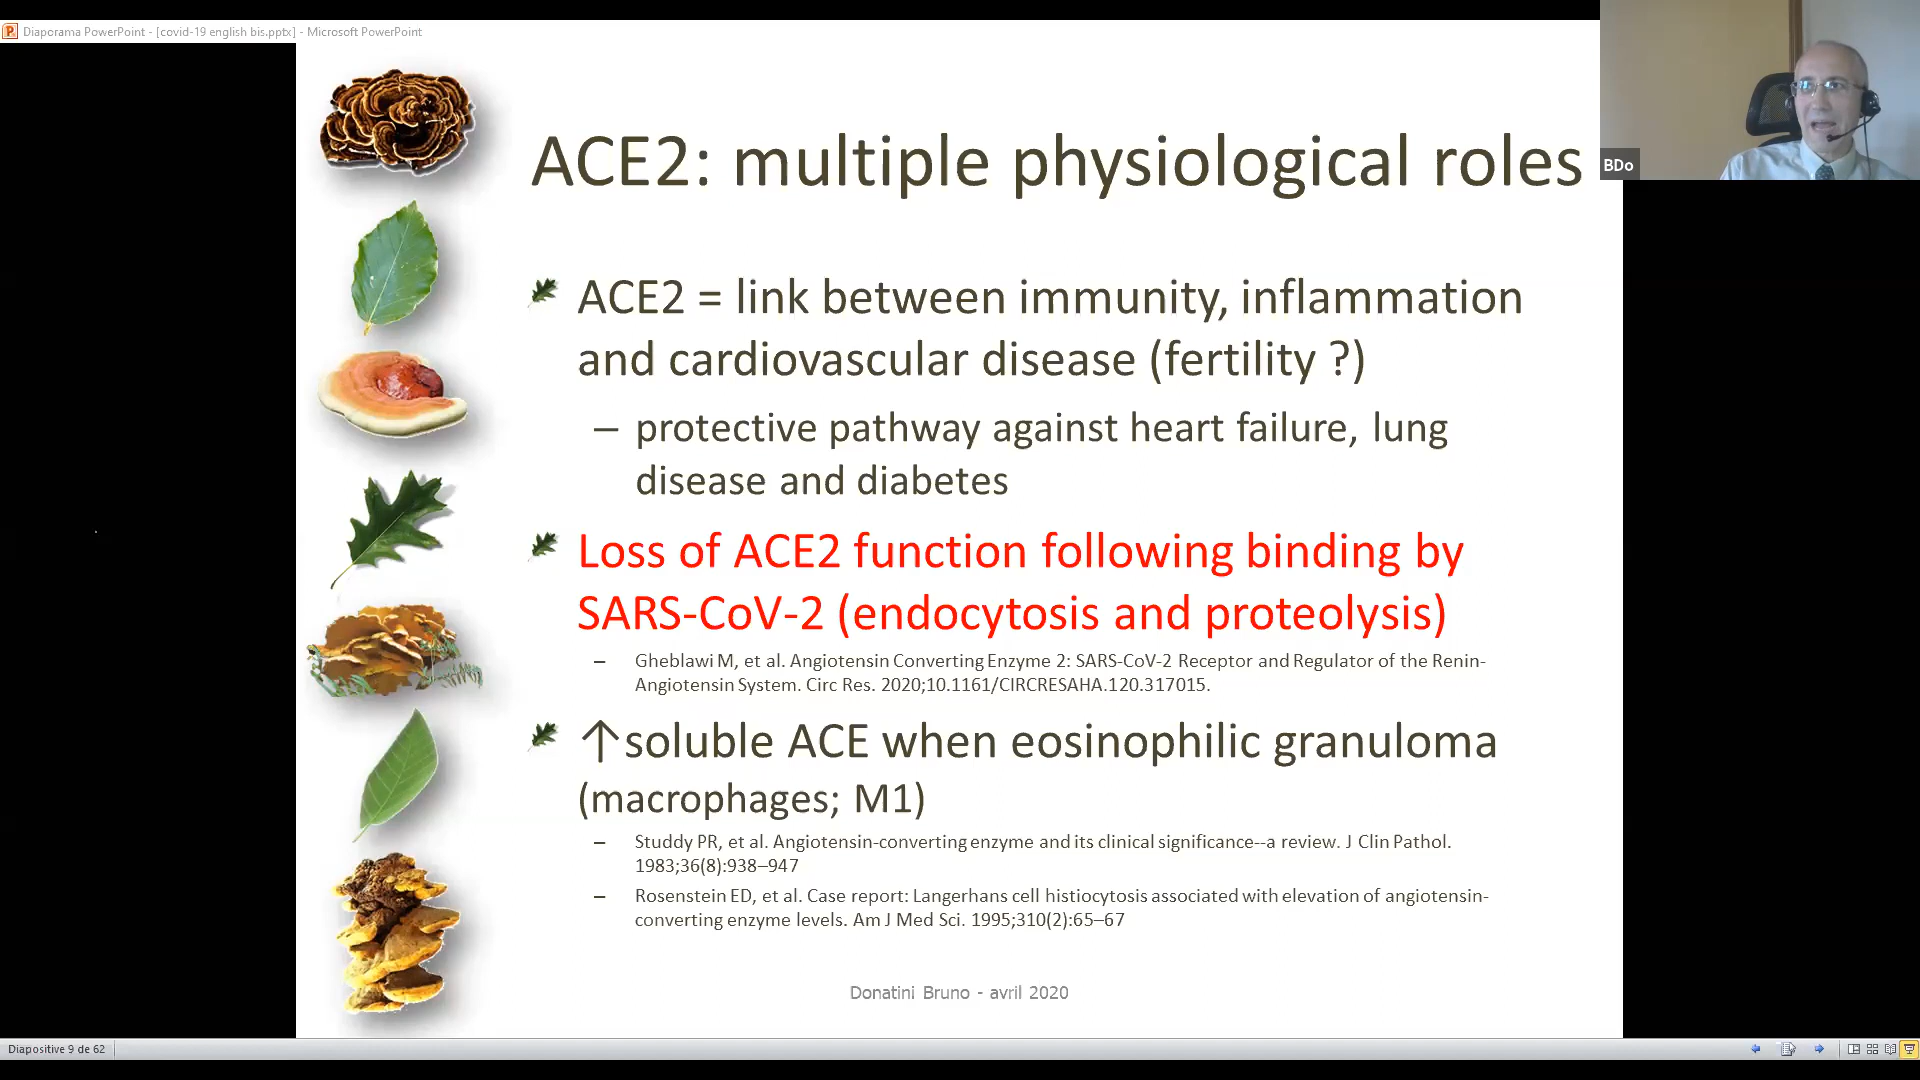 Diaporama PowerPoint - [covid-19 english bis.pptx] - Microsoft PowerPoint
BDo
ACE2: multiple physiological roles
ACE2 = link between immunity, inflammation
and cardiovascular disease (fertility ?)
– protective pathway against heart failure, lung
disease and diabetes
Loss of ACE2 function following binding by
SARS-CoV-2 (endocytosis and proteolysis)
– Gheblawi M, et al. Angiotensin Converting Enzyme 2: SARS-CoV-2 Receptor and Regulator of the Renin-
Angiotensin System. Circ Res. 2020;10.1161/CIRCRESAHA.120.317015.
↑soluble ACE when eosinophilic granuloma
(macrophages; M1)
– Studdy PR, et al. Angiotensin-converting enzyme and its clinical significance--a review. J Clin Pathol.
1983;36(8):938–947
– Rosenstein ED, et al. Case report: Langerhans cell histiocytosis associated with elevation of angiotensin-
converting enzyme levels. Am J Med Sci. 1995;310(2):65–67
Donatini Bruno - avril 2020
Diapositive 9 de 62